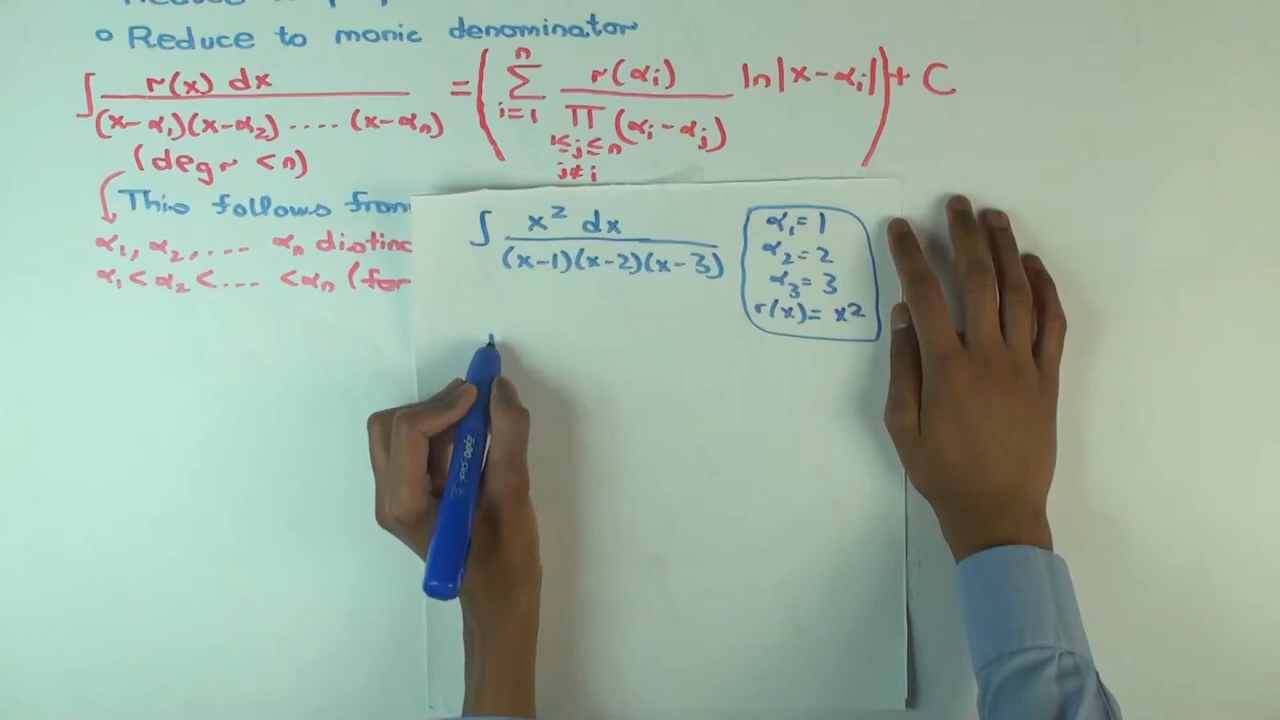 o Reduce to monic denominator
∫ r(x) dx / (x-α₁)(x-α₂)....(x-αₙ) = ( Σ i=1 n r(αᵢ) / Π 1≤j≤n j≠i (αᵢ-αⱼ) ln|x-αᵢ| ) + C
(deg r < n)
This follows from
α₁, α₂, .... αₙ distinc
α₁<α₂<.... <αₙ (for
∫ x² dx / (x-1)(x-2)(x-3)
α₁=1
α₂=2
α₃=3
r(x)= x²